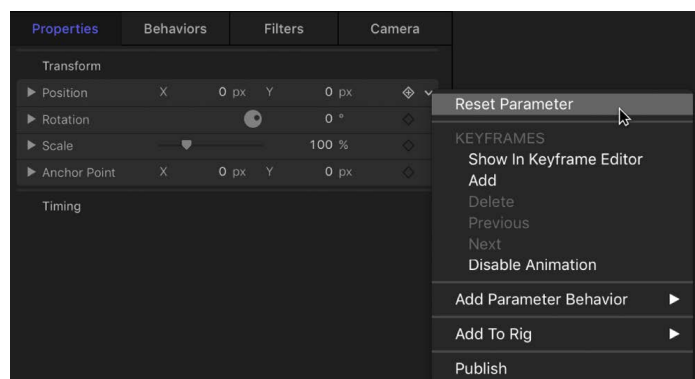 Properties Behaviors Filters Camera
Transform
Position X 0 px Y 0 px
Rotation 0 °
Scale 100 %
Anchor Point X 0 px Y 0 px
Timing
Reset Parameter
KEYFRAMES
Show In Keyframe Editor
Add
Delete
Previous
Next
Disable Animation
Add Parameter Behavior
Add To Rig
Publish